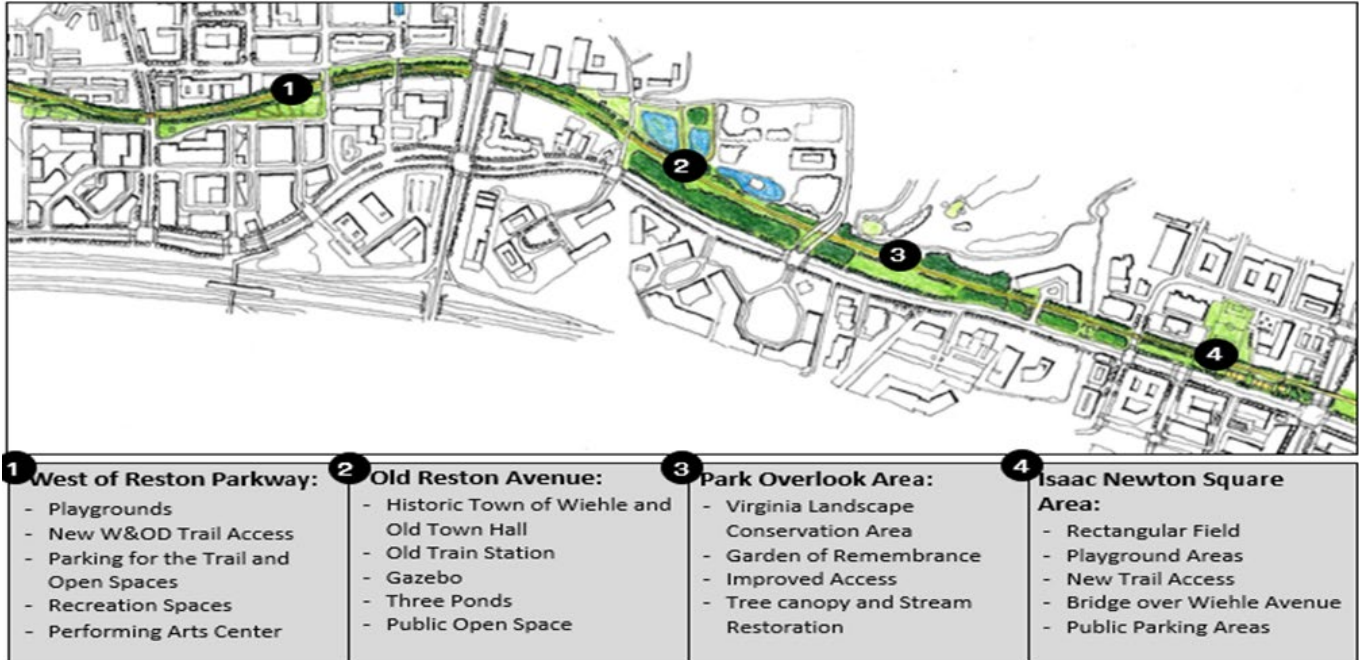 1
2
3
4
1 West of Reston Parkway:
- Playgrounds
- New W&OD Trail Access
- Parking for the Trail and
Open Spaces
- Recreation Spaces
- Performing Arts Center
2 Old Reston Avenue:
- Historic Town of Wiehle and
Old Town Hall
- Old Train Station
- Gazebo
- Three Ponds
- Public Open Space
3 Park Overlook Area:
- Virginia Landscape
Conservation Area
- Garden of Remembrance
- Improved Access
- Tree canopy and Stream
Restoration
4 Isaac Newton Square
Area:
- Rectangular Field
- Playground Areas
- New Trail Access
- Bridge over Wiehle Avenue
- Public Parking Areas